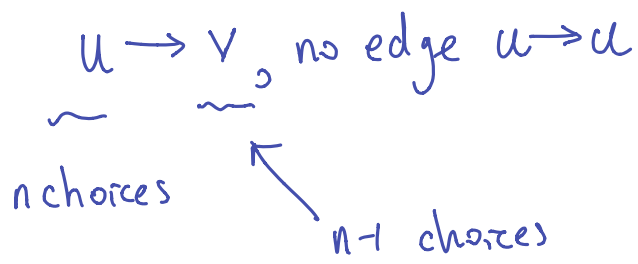 u → v, no edge u → u
n choices
n-1 choices